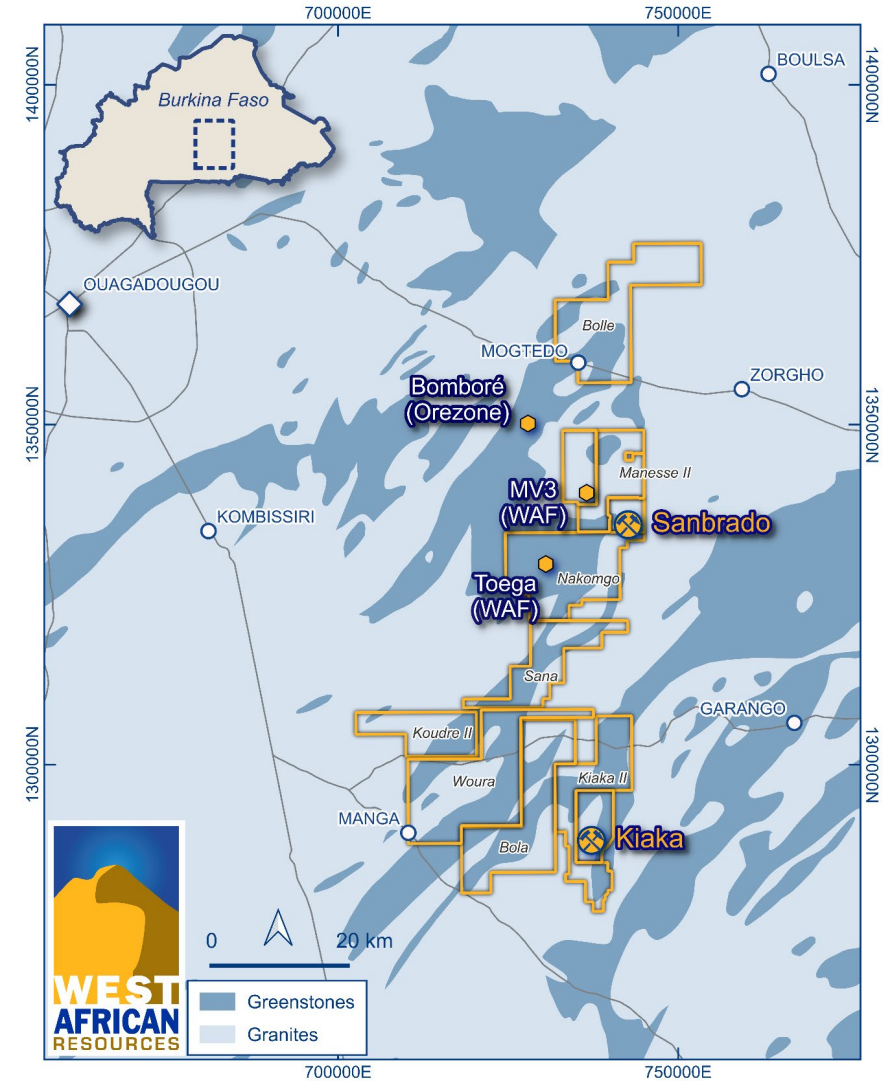 700000E
750000E
1400000N
1400000N
BOULSA
Burkina Faso
OUAGADOUGOU
Bolle
MOGTEDO
ZORGHO
Bomboré
(Orezone)
1350000N
1350000N
Manesse II
MV3
(WAF)
Sanbrado
KOMBISSIRI
Nakomgo
Toega
(WAF)
Sana
GARANGO
Koudre II
1300000N
1300000N
Woura
Kiaka II
MANGA
Bola
Kiaka
0
20 km
WEST
AFRICAN
RESOURCES
Greenstones
Granites
700000E
750000E